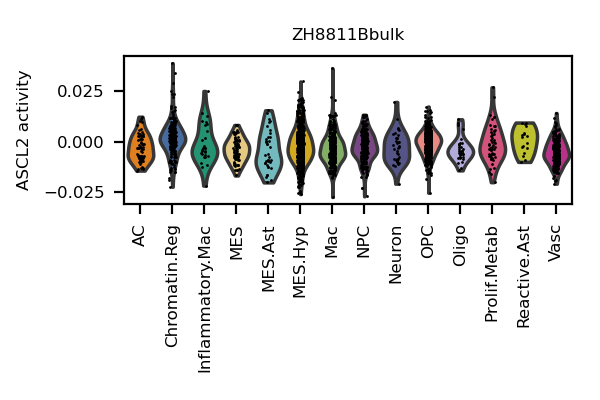 ZH8811Bbulk
ASCL2 activity
0.025
0.000
−0.025
AC
Chromatin.Reg
Inflammatory.Mac
MES
MES.Ast
MES.Hyp
Mac
NPC
Neuron
OPC
Oligo
Prolif.Metab
Reactive.Ast
Vasc